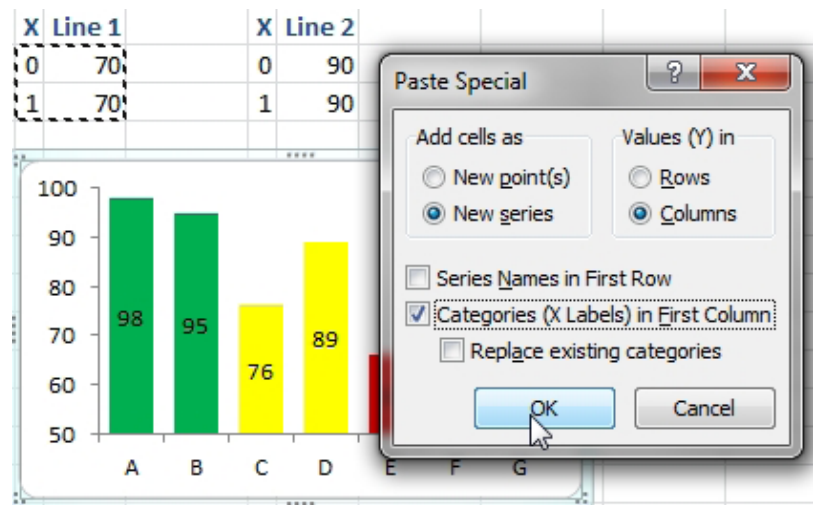 X Line 1 X Line 2
0 70 0 90
1 70 1 90
Paste Special
Add cells as
New point(s)
New series
Values (Y) in
Rows
Columns
Series Names in First Row
Categories (X Labels) in First Column
Replace existing categories
OK
Cancel
100
90
80
70
60
50
98
95
76
89
A B C D E F G